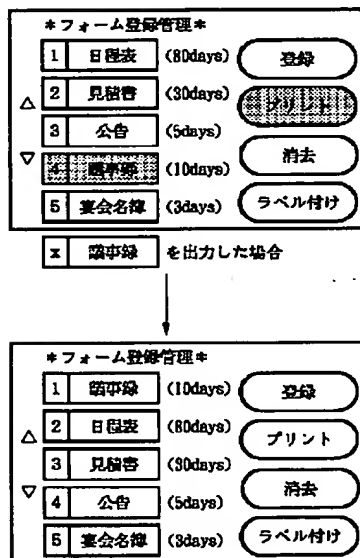 *フォーム登録管理*
1 日程表 (80days) 登録
2 見積書 (30days) プリント
3 公告 (5days)
4 議事録 (10days) 消去
5 宴会名簿 (3days) ラベル付け
x 議事録 を出力した場合
*フォーム登録管理*
1 議事録 (10days) 登録
2 日程表 (80days) プリント
3 見積書 (30days)
4 公告 (5days) 消去
5 宴会名簿 (3days) ラベル付け